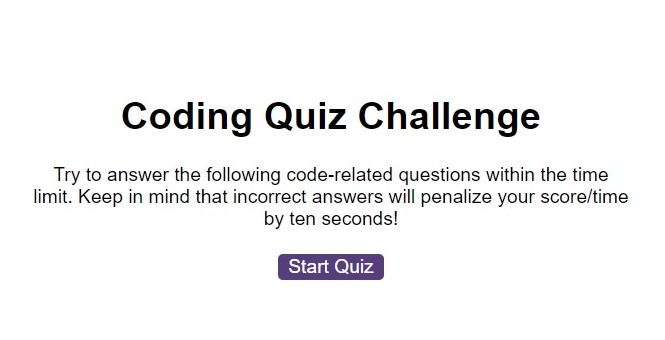 Coding Quiz Challenge
Try to answer the following code-related questions within the time
limit. Keep in mind that incorrect answers will penalize your score/time
by ten seconds!
Start Quiz